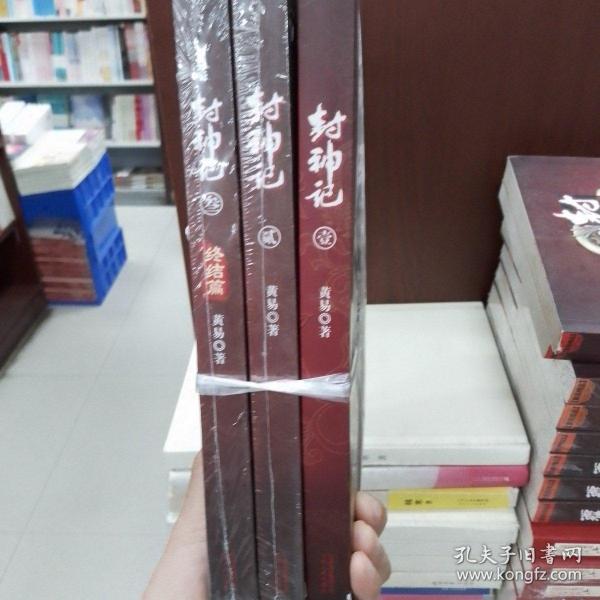 封神记
叁
终结篇
黄易◎著
封神记
贰
黄易◎著
封神记
壹
黄易◎著
封
孔夫子旧书网
www.kongfz.com